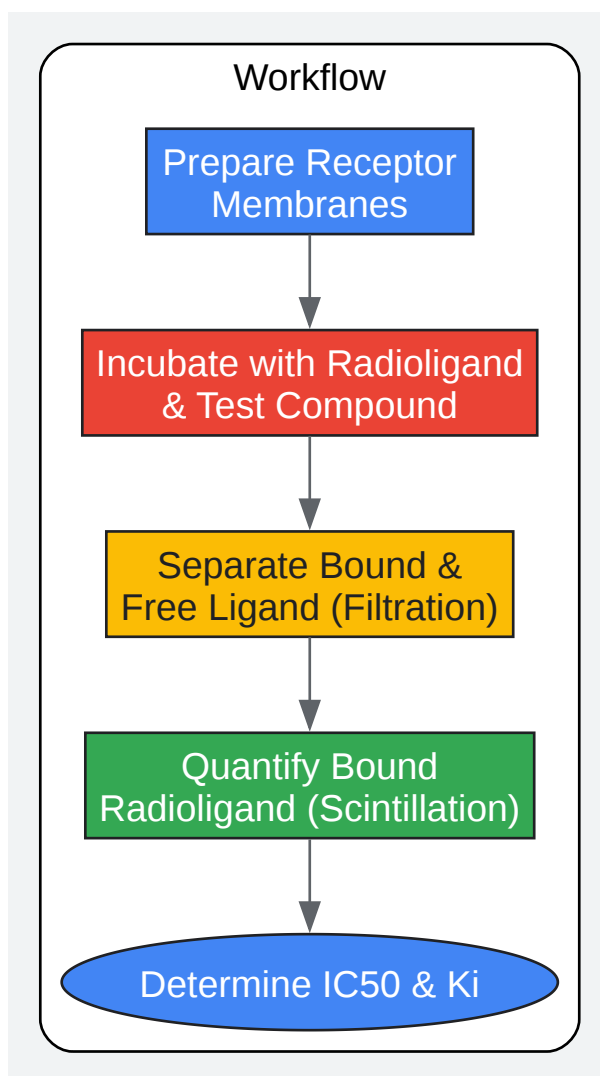 Workflow
Prepare Receptor
Membranes
Incubate with Radioligand
& Test Compound
Separate Bound &
Free Ligand (Filtration)
Quantify Bound
Radioligand (Scintillation)
Determine IC50 & Ki